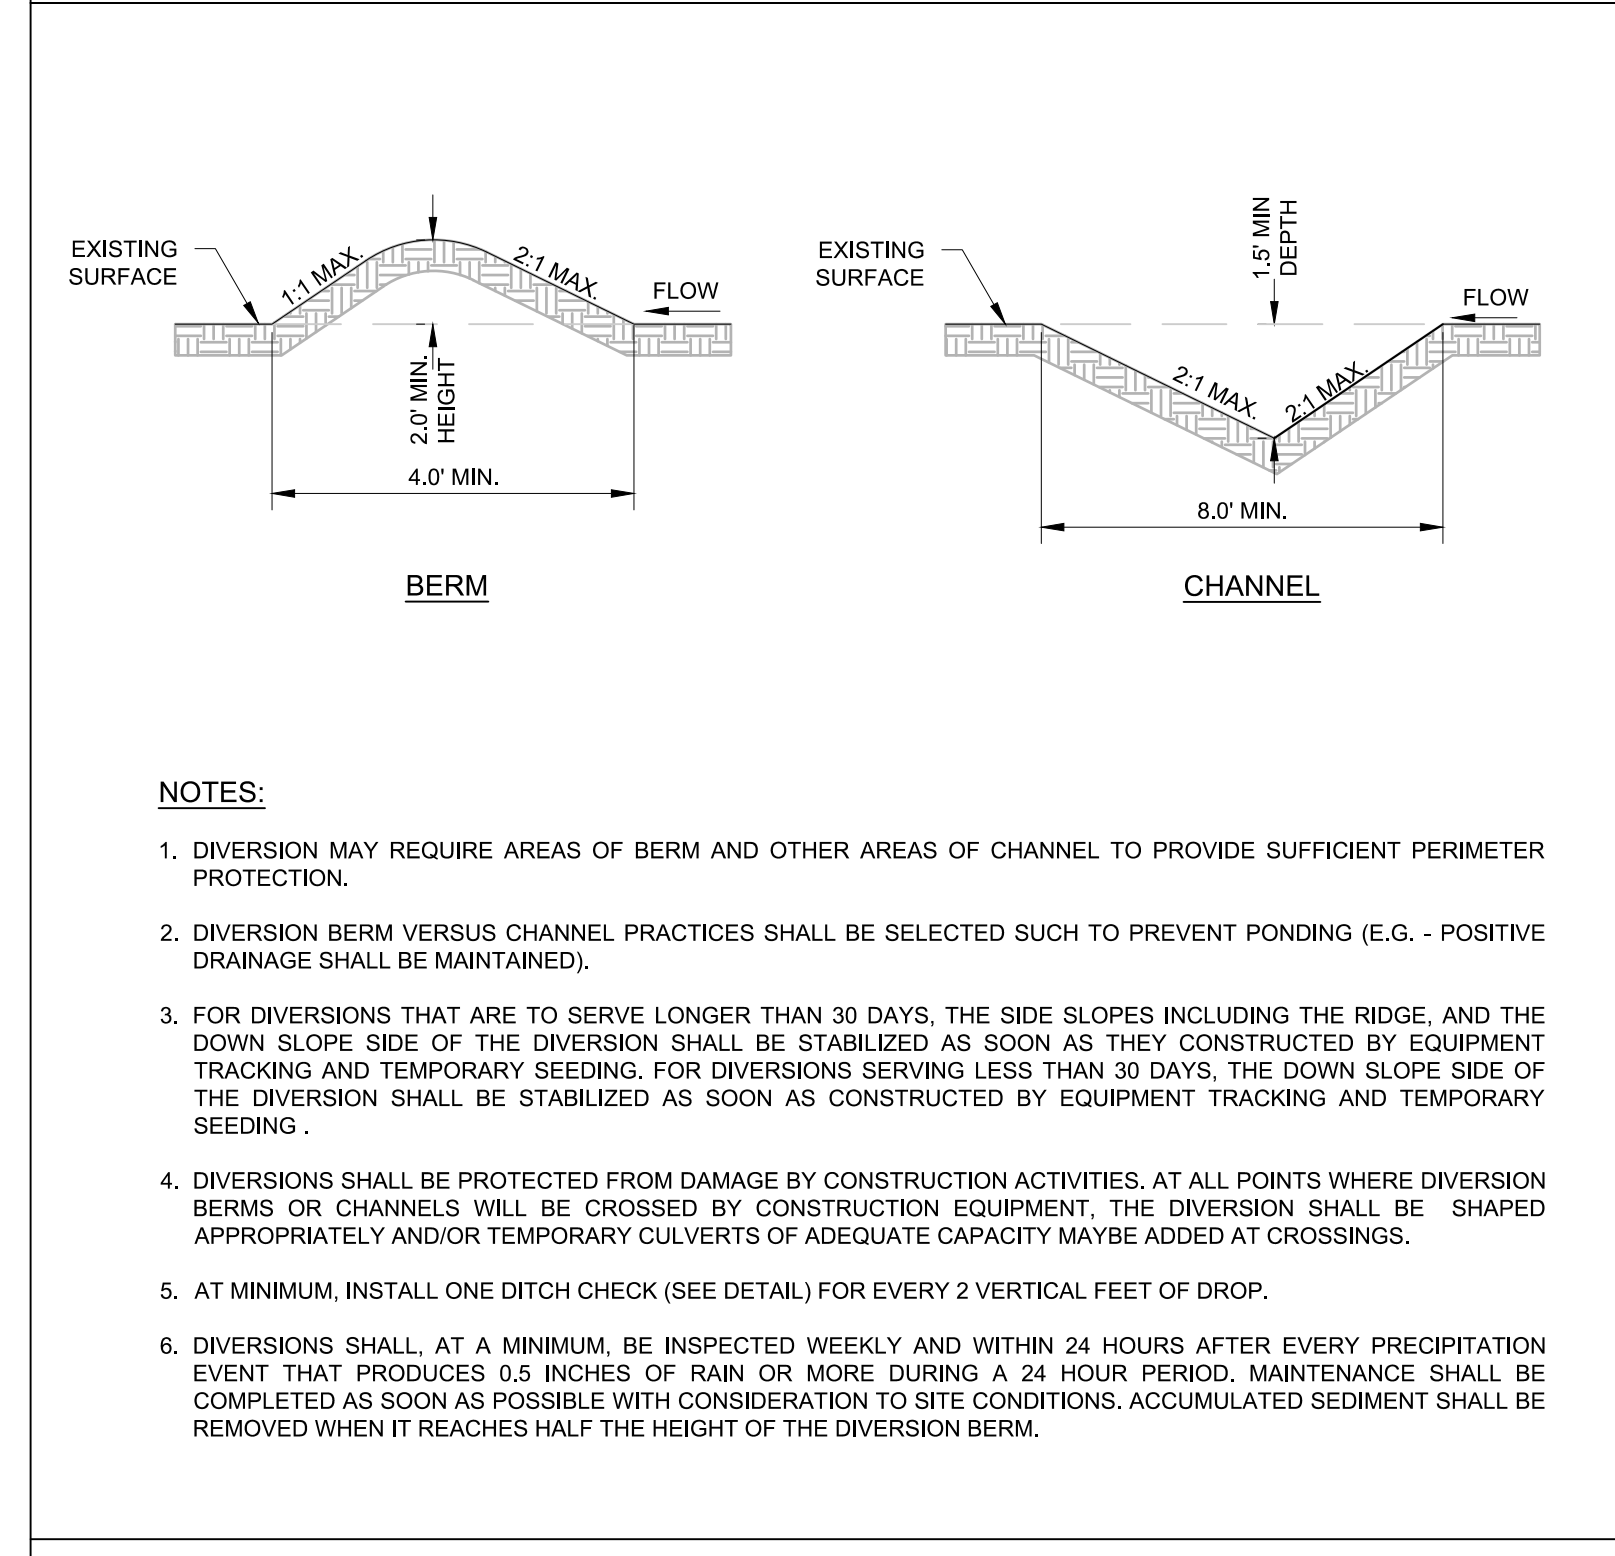 EXISTING
SURFACE
1:1 MAX.
2:1 MAX.
FLOW
2.0' MIN.
HEIGHT
4.0' MIN.
BERM
EXISTING
SURFACE
1.5' MIN
DEPTH
FLOW
2:1 MAX.
2:1 MAX.
8.0' MIN.
CHANNEL
NOTES:
1. DIVERSION MAY REQUIRE AREAS OF BERM AND OTHER AREAS OF CHANNEL TO PROVIDE SUFFICIENT PERIMETER
PROTECTION.
2. DIVERSION BERM VERSUS CHANNEL PRACTICES SHALL BE SELECTED SUCH TO PREVENT PONDING (E.G. - POSITIVE
DRAINAGE SHALL BE MAINTAINED).
3. FOR DIVERSIONS THAT ARE TO SERVE LONGER THAN 30 DAYS, THE SIDE SLOPES INCLUDING THE RIDGE, AND THE
DOWN SLOPE SIDE OF THE DIVERSION SHALL BE STABILIZED AS SOON AS THEY CONSTRUCTED BY EQUIPMENT
TRACKING AND TEMPORARY SEEDING. FOR DIVERSIONS SERVING LESS THAN 30 DAYS, THE DOWN SLOPE SIDE OF
THE DIVERSION SHALL BE STABILIZED AS SOON AS CONSTRUCTED BY EQUIPMENT TRACKING AND TEMPORARY
SEEDING .
4. DIVERSIONS SHALL BE PROTECTED FROM DAMAGE BY CONSTRUCTION ACTIVITIES. AT ALL POINTS WHERE DIVERSION
BERMS OR CHANNELS WILL BE CROSSED BY CONSTRUCTION EQUIPMENT, THE DIVERSION SHALL BE SHAPED
APPROPRIATELY AND/OR TEMPORARY CULVERTS OF ADEQUATE CAPACITY MAYBE ADDED AT CROSSINGS.
5. AT MINIMUM, INSTALL ONE DITCH CHECK (SEE DETAIL) FOR EVERY 2 VERTICAL FEET OF DROP.
6. DIVERSIONS SHALL, AT A MINIMUM, BE INSPECTED WEEKLY AND WITHIN 24 HOURS AFTER EVERY PRECIPITATION
EVENT THAT PRODUCES 0.5 INCHES OF RAIN OR MORE DURING A 24 HOUR PERIOD. MAINTENANCE SHALL BE
COMPLETED AS SOON AS POSSIBLE WITH CONSIDERATION TO SITE CONDITIONS. ACCUMULATED SEDIMENT SHALL BE
REMOVED WHEN IT REACHES HALF THE HEIGHT OF THE DIVERSION BERM.